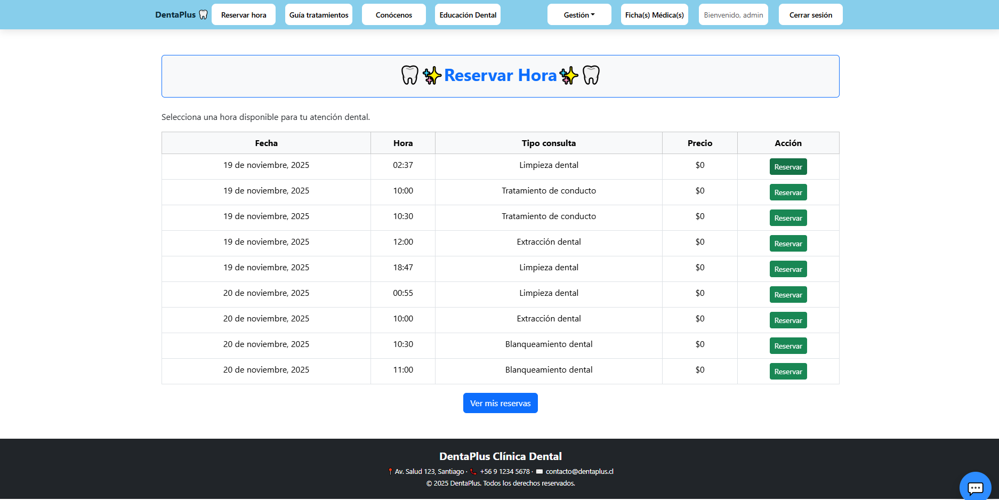 DentaPlus Reservar hora Guía tratamientos Conócenos Educación Dental Gestión Ficha(s) Médica(s) Bienvenido, admin Cerrar sesión
Reservar Hora
Selecciona una hora disponible para tu atención dental.
Fecha Hora Tipo consulta Precio Acción
19 de noviembre, 2025 02:37 Limpieza dental $0 Reservar
19 de noviembre, 2025 10:00 Tratamiento de conducto $0 Reservar
19 de noviembre, 2025 10:30 Tratamiento de conducto $0 Reservar
19 de noviembre, 2025 12:00 Extracción dental $0 Reservar
19 de noviembre, 2025 18:47 Limpieza dental $0 Reservar
20 de noviembre, 2025 00:55 Limpieza dental $0 Reservar
20 de noviembre, 2025 10:00 Extracción dental $0 Reservar
20 de noviembre, 2025 10:30 Blanqueamiento dental $0 Reservar
20 de noviembre, 2025 11:00 Blanqueamiento dental $0 Reservar
Ver mis reservas
DentaPlus Clínica Dental
Av. Salud 123, Santiago · +56 9 1234 5678 · contacto@dentaplus.cl
© 2025 DentaPlus. Todos los derechos reservados.